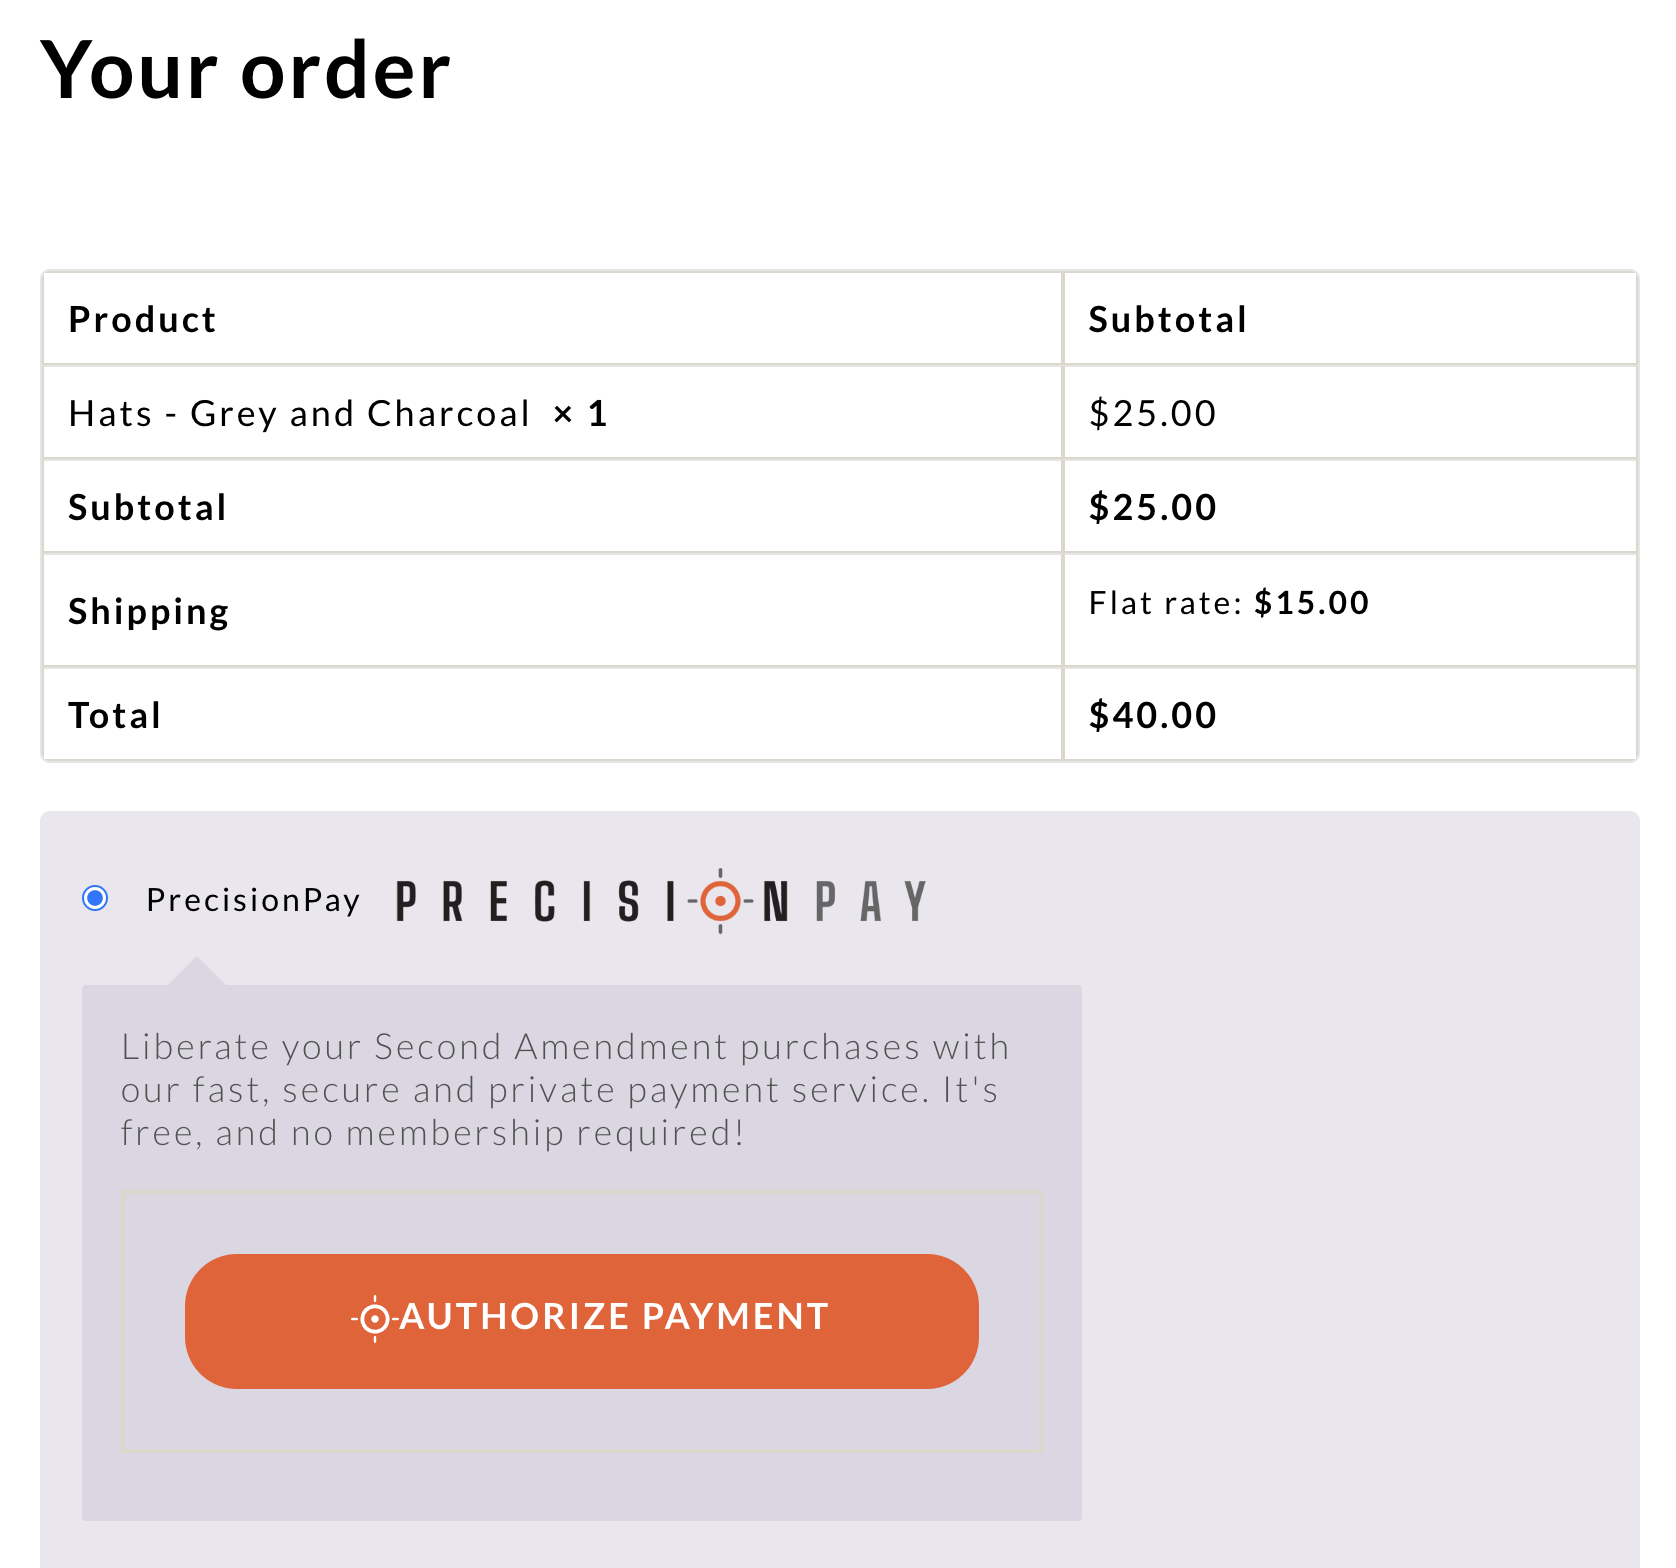 Your order
Product Subtotal
Hats - Grey and Charcoal × 1 $25.00
Subtotal $25.00
Shipping Flat rate: $15.00
Total $40.00
PrecisionPay PRECISIONPAY
Liberate your Second Amendment purchases with
our fast, secure and private payment service. It's
free, and no membership required!
AUTHORIZE PAYMENT